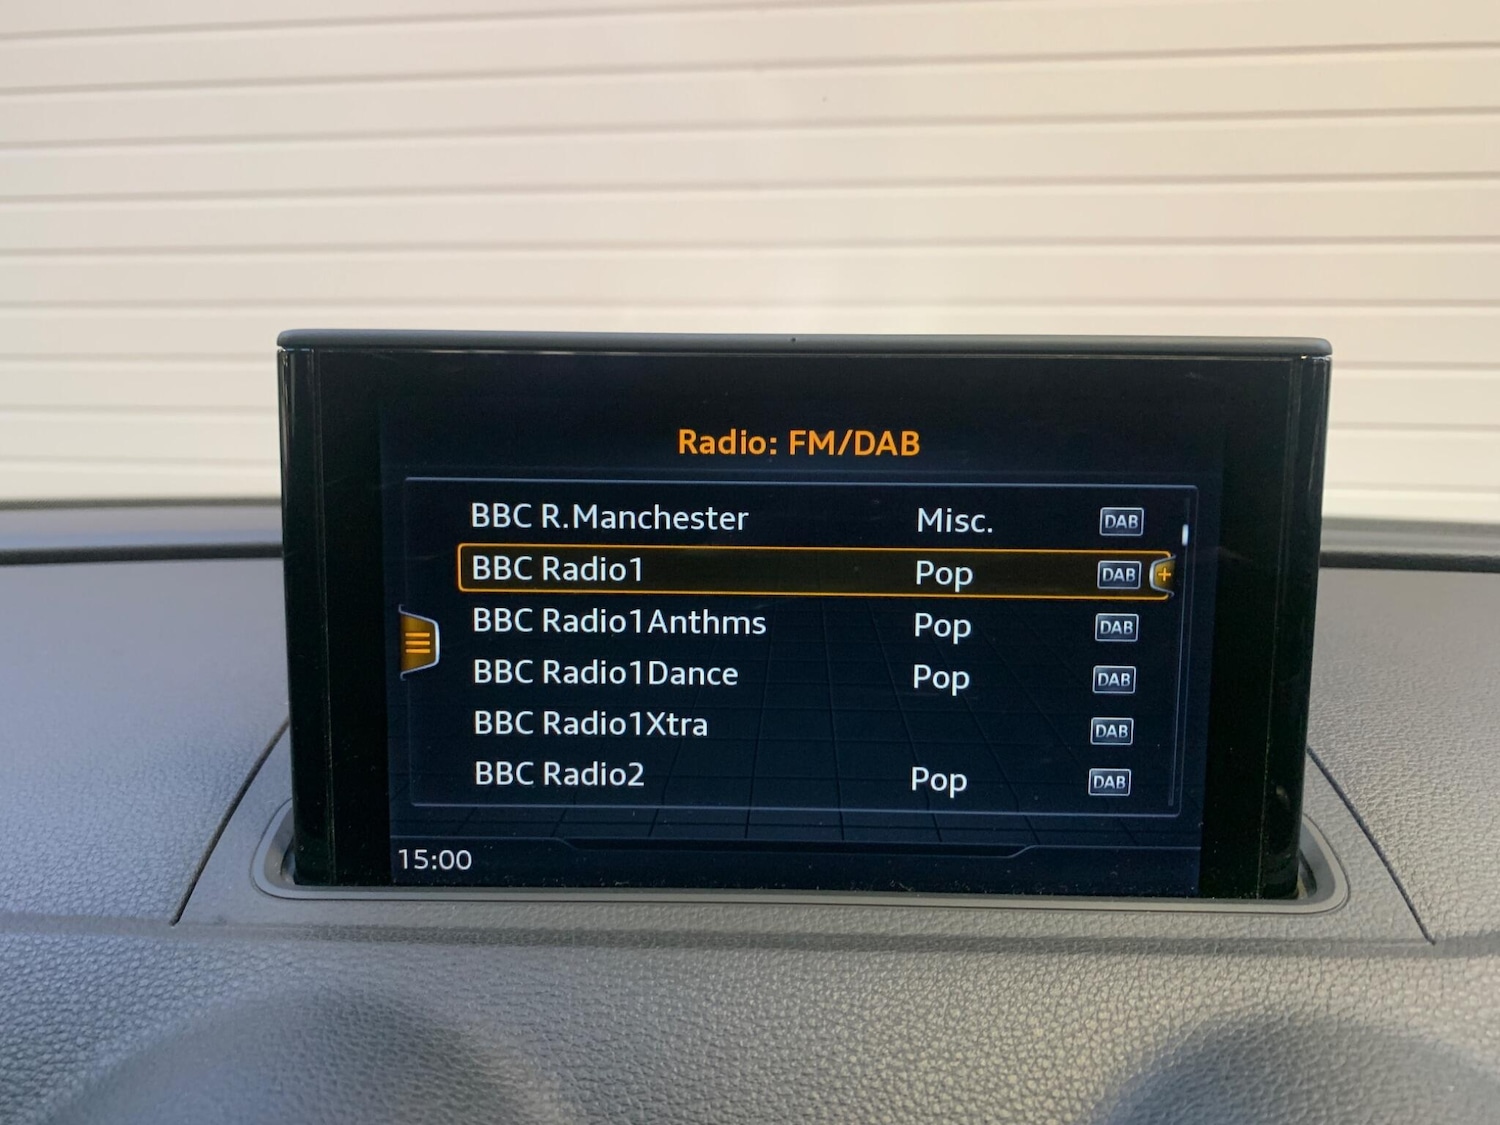 Radio: FM/DAB
BBC R.Manchester Misc. DAB
BBC Radio1 Pop DAB +
BBC Radio1Anthms Pop DAB
BBC Radio1Dance Pop DAB
BBC Radio1Xtra DAB
BBC Radio2 Pop DAB
15:00